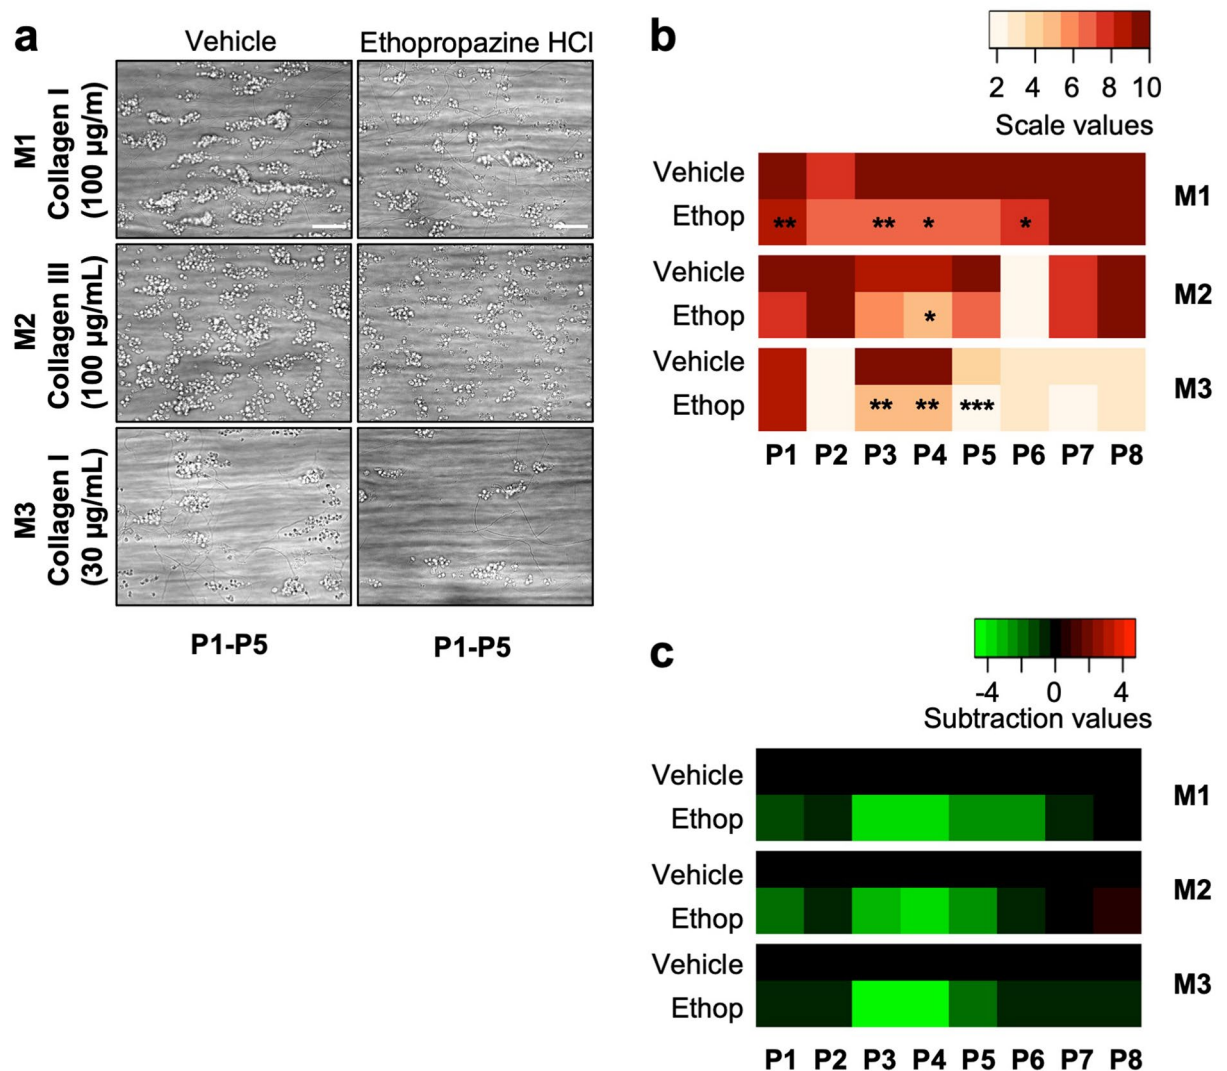 a
Vehicle Ethopropazine HCl
M1
Collagen I
(100 µg/m)
M2
Collagen III
(100 µg/mL)
M3
Collagen I
(30 µg/mL)
P1-P5 P1-P5
b
2 4 6 8 10
Scale values
Vehicle
Ethop ** ** * *
M1
Vehicle
Ethop *
M2
Vehicle
Ethop ** ** ***
M3
P1 P2 P3 P4 P5 P6 P7 P8
c
-4 0 4
Subtraction values
Vehicle
Ethop
M1
Vehicle
Ethop
M2
Vehicle
Ethop
M3
P1 P2 P3 P4 P5 P6 P7 P8